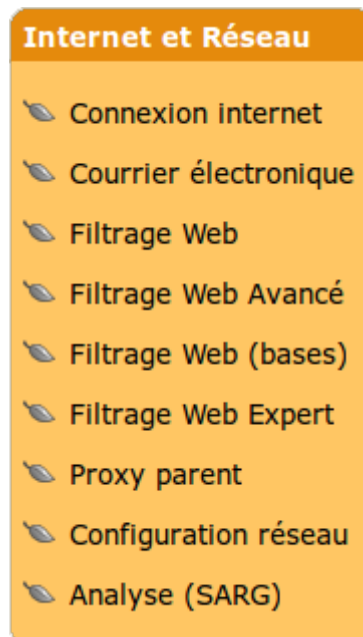 Internet et Réseau
Connexion internet
Courrier électronique
Filtrage Web
Filtrage Web Avancé
Filtrage Web (bases)
Filtrage Web Expert
Proxy parent
Configuration réseau
Analyse (SARG)